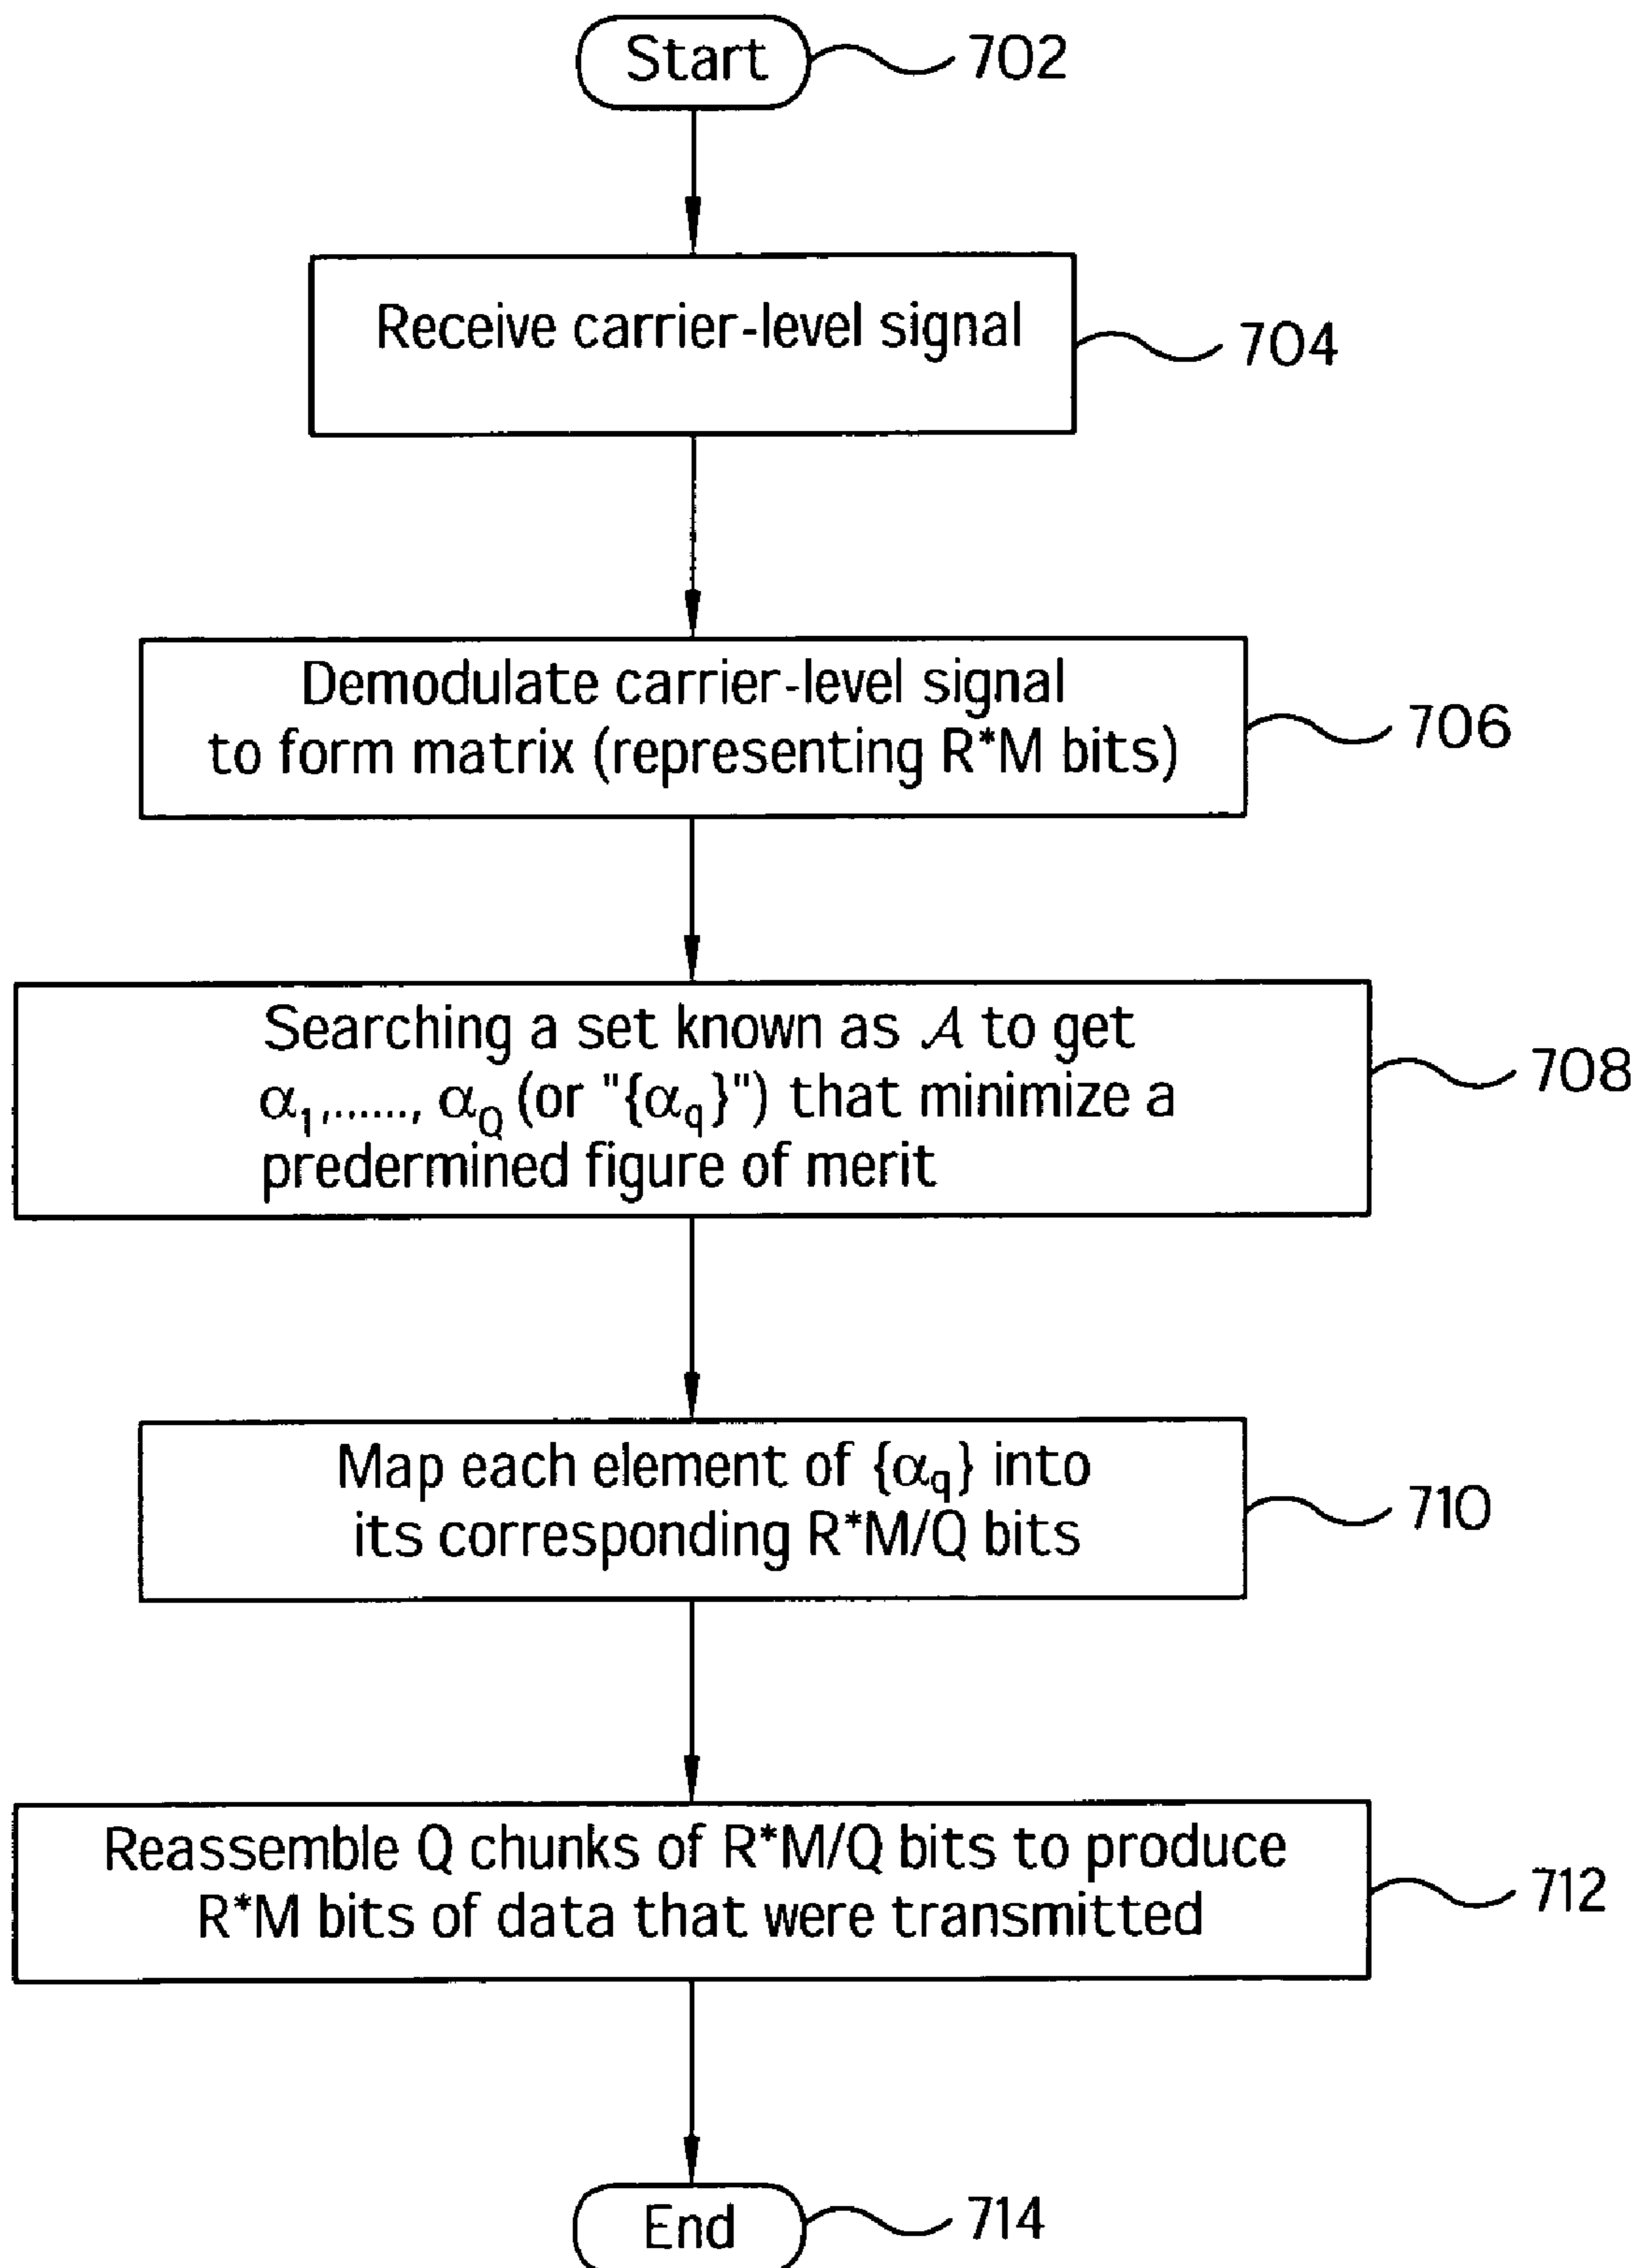 Start
702
Receive carrier-level signal
704
Demodulate carrier-level signal
to form matrix (representing R*M bits)
706
Searching a set known as 𝒜 to get
α1,......., αQ (or "{αq}") that minimize a
predermined figure of merit
708
Map each element of {αq} into
its corresponding R*M/Q bits
710
Reassemble Q chunks of R*M/Q bits to produce
R*M bits of data that were transmitted
712
End
714